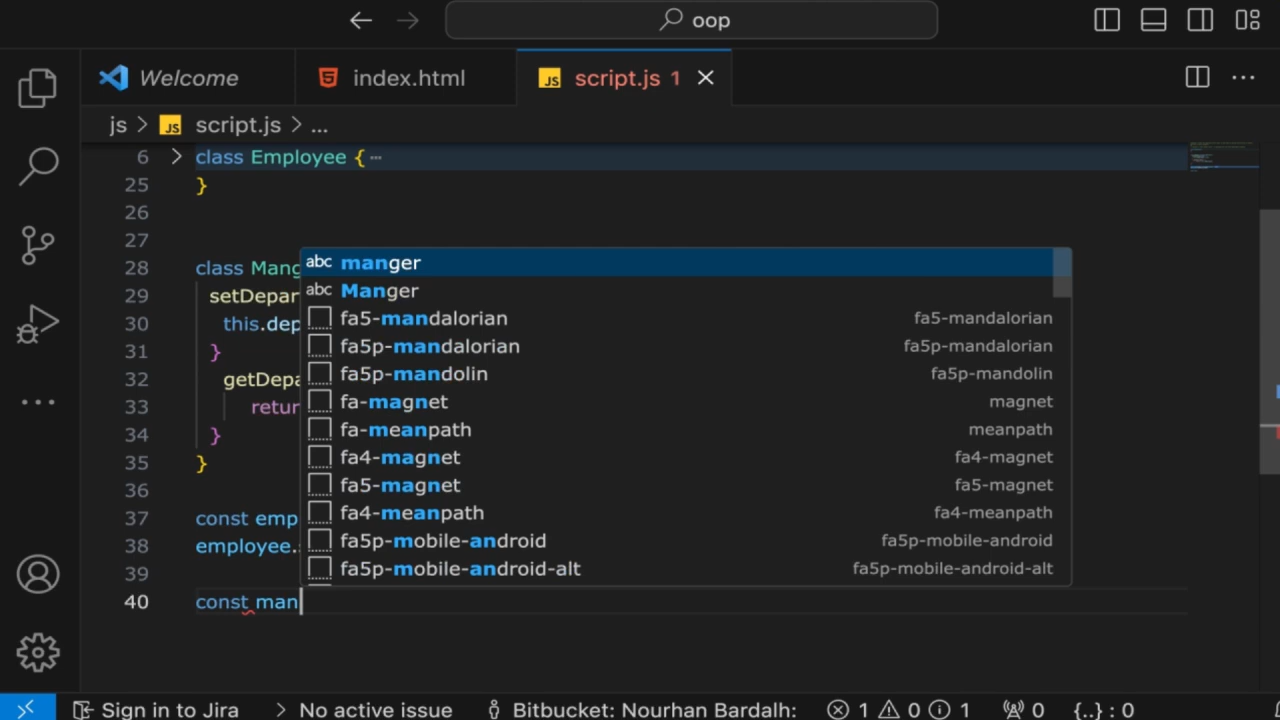 oop
Welcome
index.html
JS script.js 1
js > JS script.js > ...
6 class Employee {
25 }
26
27
28 class Mang
29 setDepar
30 this.dep
31 }
32 getDepa
33 retur
34 }
35 }
36
37 const emp
38 employee.
39
40 const man
abc manger
abc Manger
fa5-mandalorian fa5-mandalorian
fa5p-mandalorian fa5p-mandalorian
fa5p-mandolin fa5p-mandolin
fa-magnet magnet
fa-meanpath meanpath
fa4-magnet fa4-magnet
fa5-magnet fa5-magnet
fa4-meanpath fa4-meanpath
fa5p-mobile-android fa5p-mobile-android
fa5p-mobile-android-alt fa5p-mobile-android-alt
Sign in to Jira > No active issue Bitbucket: Nourhan Bardalh: 1 0 1 0 {..} : 0